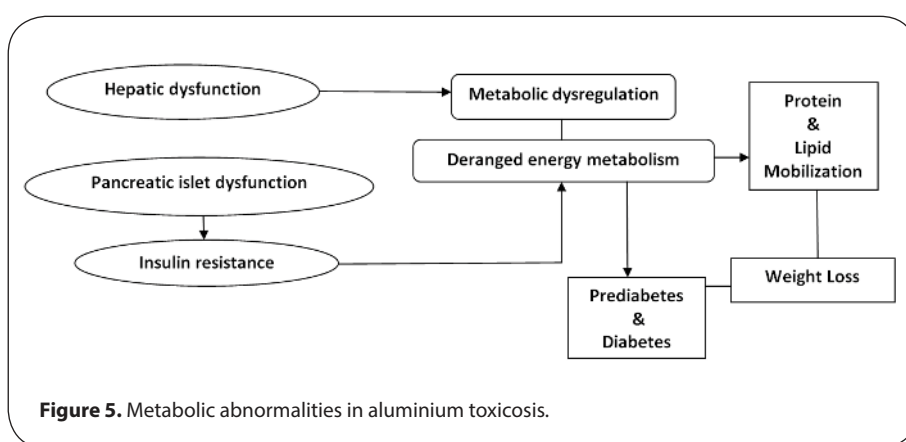 Hepatic dysfunction
Metabolic dysregulation
Protein
&
Lipid
Mobilization
Deranged energy metabolism
Pancreatic islet dysfunction
Insulin resistance
Weight Loss
Prediabetes
&
Diabetes
Figure 5. Metabolic abnormalities in aluminium toxicosis.